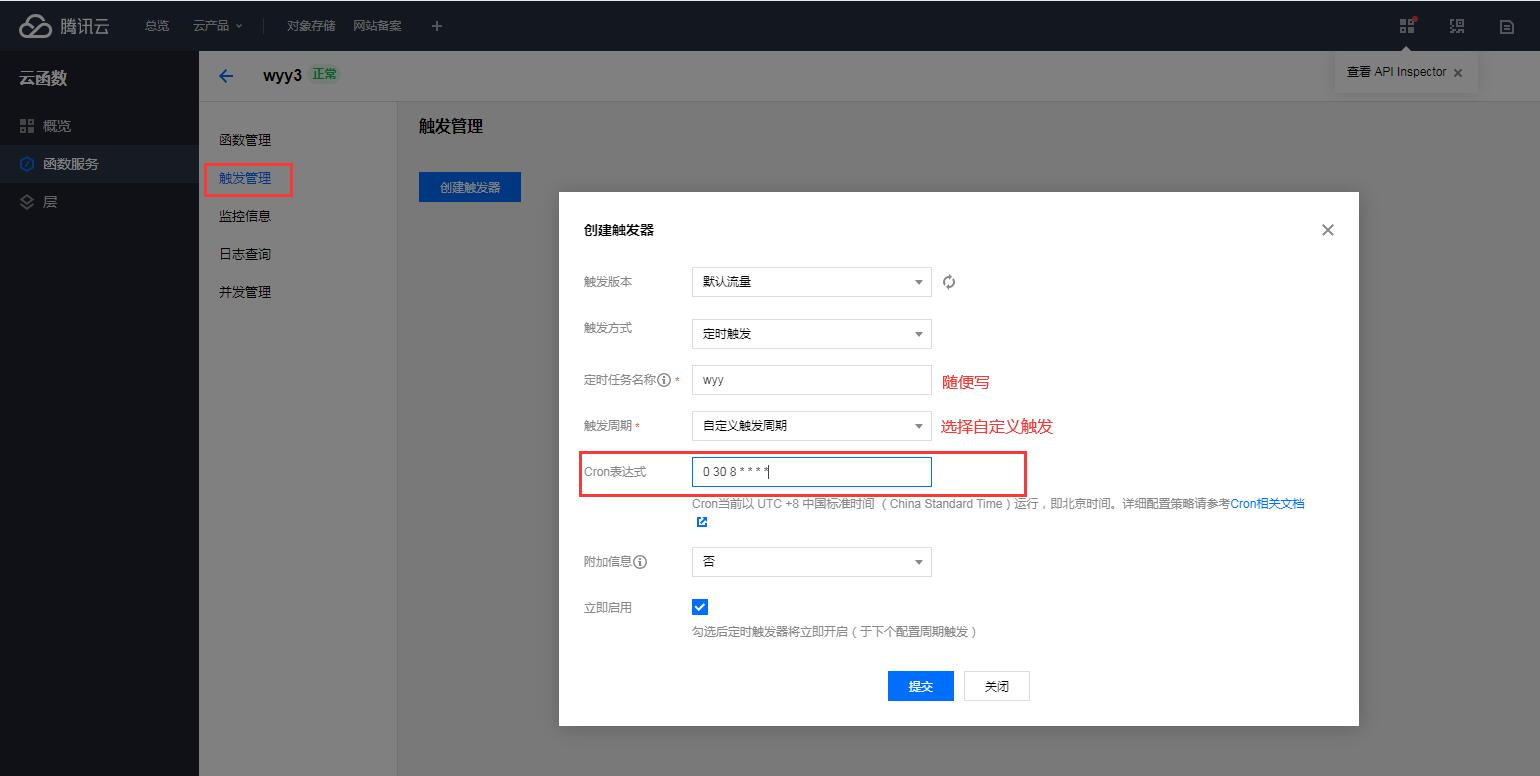 腾讯云 总览 云产品 对象存储 网站备案 +
云函数
wyy3 正常
查看 API Inspector ×
概览
函数服务
层
函数管理
触发管理
监控信息
日志查询
并发管理
触发管理
创建触发器
创建触发器
触发版本 默认流量
触发方式 定时触发
定时任务名称 * wyy 随便写
触发周期 * 自定义触发周期 选择自定义触发
Cron表达式 0 30 8 * * * *
Cron当前以 UTC +8 中国标准时间 （ China Standard Time ) 运行，即北京时间。详细配置策略请参考Cron相关文档
附加信息 否
立即启用
勾选后定时触发器将立即开启 ( 于下个配置周期触发 )
提交 关闭